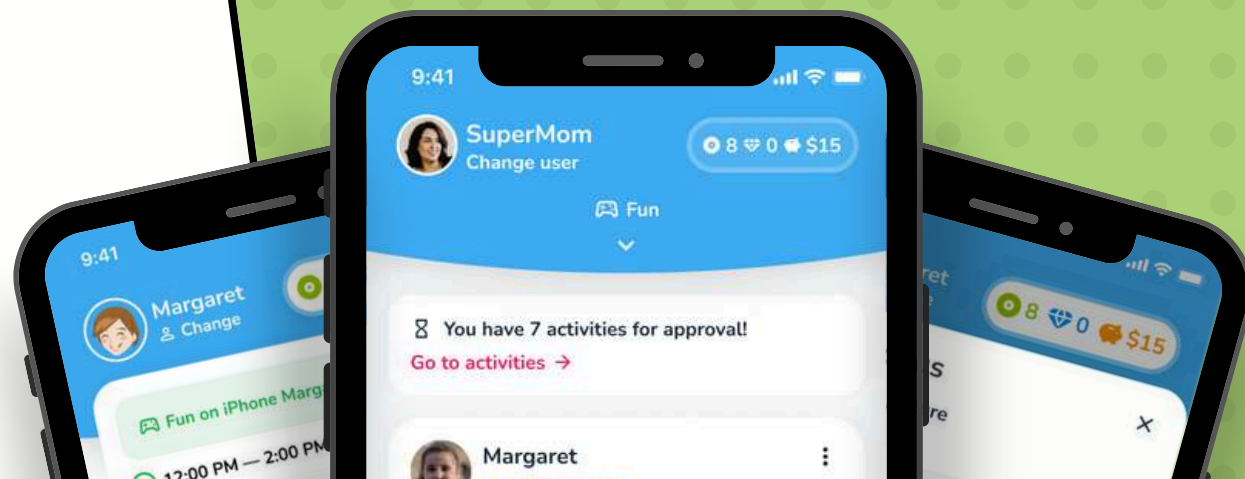 9:41
Margaret
Change
Fun on iPhone
12:00 PM — 2:00 PM
9:41
SuperMom
Change user
8 0 $15
Fun
You have 7 activities for approval!
Go to activities →
Margaret
8 0 $15